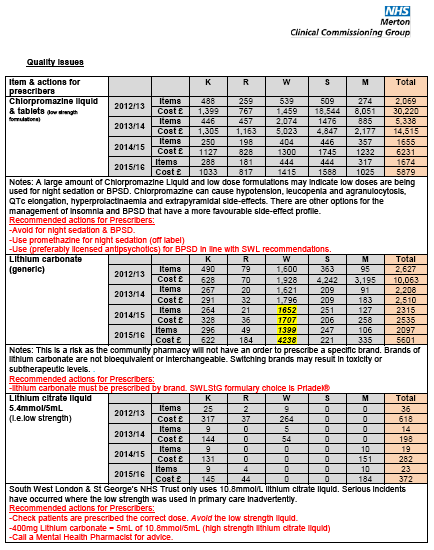 NHS
Merton
Clinical Commissioning Group
Quality issues
Item & actions for prescribers K R W S M Total
Chlorpromazine liquid & tablets (low strength formulations)
2012/13 Items 488 259 539 509 274 2,069
Cost £ 1,399 767 1,459 18,544 8,051 30,220
2013/14 Items 446 457 2,074 1476 885 5,338
Cost £ 1,305 1,163 5,023 4,847 2,177 14,515
2014/15 Items 250 198 404 446 357 1655
Cost £ 1127 828 1300 1745 1232 6231
2015/16 Items 288 181 444 444 317 1674
Cost £ 1033 817 1415 1588 1025 5879
Notes: A large amount of Chlorpromazine Liquid and low dose formulations may indicate low doses are being
used for night sedation or BPSD. Chlorpromazine can cause hypotension, leucopenia and agranulocytosis,
QTc elongation, hyperprolactinaemia and extrapyramidal side-effects. There are other options for the
management of insomnia and BPSD that have a more favourable side-effect profile.
Recommended actions for Prescribers:
-Avoid for night sedation & BPSD.
-Use promethazine for night sedation (off label)
-Use (preferably licensed antipsychotics) for BPSD in line with SWL recommendations.
Lithium carbonate (generic)
2012/13 Items 490 79 1,600 363 95 2,627
Cost £ 628 70 1,928 4,242 3,195 10,063
2013/14 Items 267 20 1,621 209 91 2,208
Cost £ 291 32 1,796 209 183 2,510
2014/15 Items 264 21 1652 251 127 2315
Cost £ 328 36 1707 206 258 2535
2015/16 Items 296 49 1399 247 106 2097
Cost £ 622 184 4238 221 335 5601
Notes: This is a risk as the community pharmacy will not have an order to prescribe a specific brand. Brands of
lithium carbonate are not bioequivalent or interchangeable. Switching brands may result in toxicity or
subtherapeutic levels. .
Recommended actions for Prescribers:
-lithium carbonate must be prescribed by brand. SWLStG formulary choice is Priadel®
Lithium citrate liquid 5.4mmol/5mL (i.e.low strength)
2012/13 Items 25 2 9 0 0 36
Cost £ 317 37 264 0 0 618
2013/14 Items 9 0 5 0 0 14
Cost £ 144 0 54 0 0 198
2014/15 Items 9 0 0 0 10 19
Cost £ 131 0 0 0 151 282
2015/16 Items 9 4 0 0 10 23
Cost £ 145 44 0 0 184 372
South West London & St George's NHS Trust only uses 10.8mmol/L lithium citrate liquid. Serious incidents
have occurred where the low strength was used in primary care inadvertently.
Recommended actions for Prescribers:
-Check patients are prescribed the correct dose. Avoid the low strength liquid.
-400mg Lithium carbonate = 5mL of 10.8mmol/5mL (high strength lithium citrate liquid)
-Call a Mental Health Pharmacist for advice.